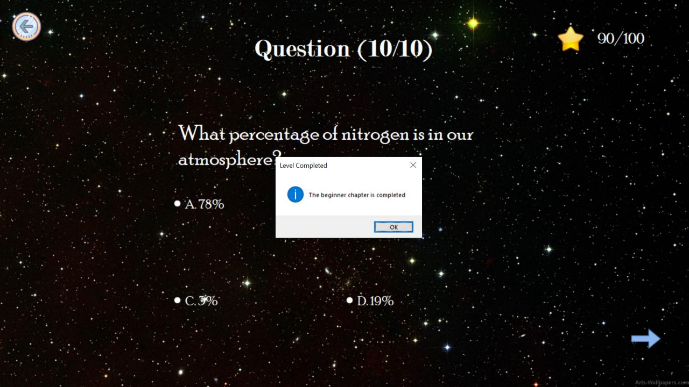 Question (10/10)
90/100
What percentage of nitrogen is in our
atmosphere?
Level Completed
The beginner chapter is completed
OK
A.78%
C.3%
D.19%